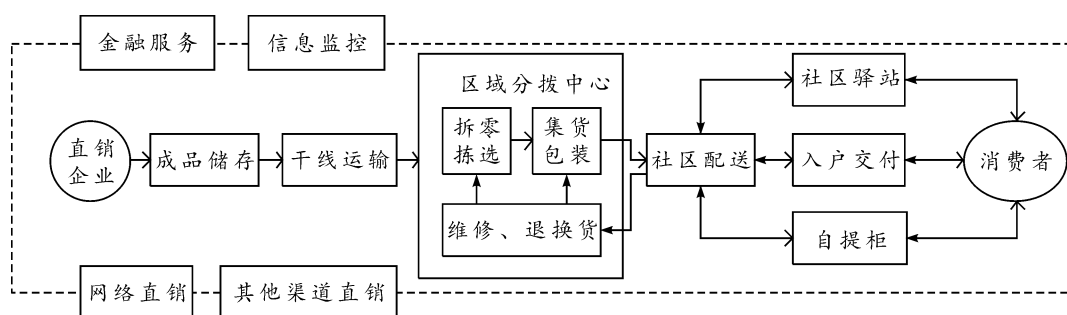 金融服务
信息监控
区域分拨中心
直销
企业
成品储存
干线运输
拆零
拣选
集货
包装
维修、退换货
社区配送
社区驿站
入户交付
自提柜
消费者
网络直销
其他渠道直销